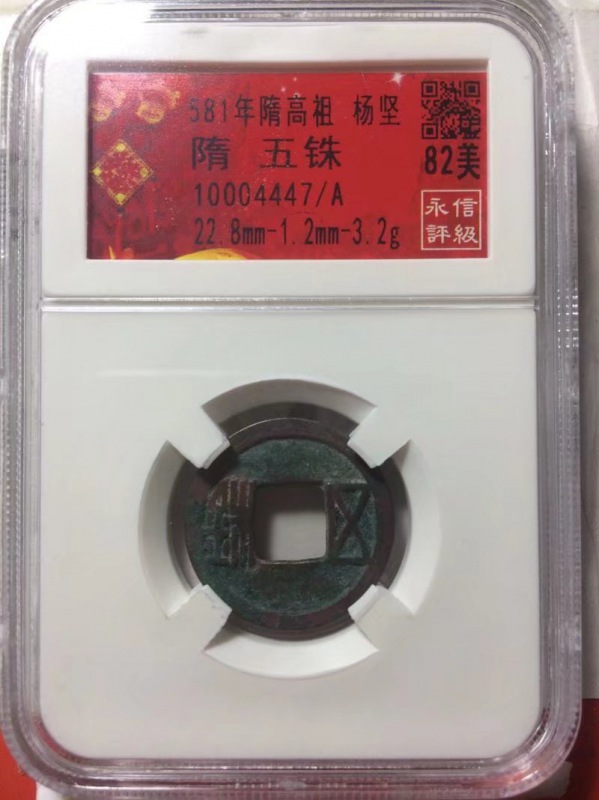 581年隋高祖 杨坚
隋 五铢
82美
10004447/A
22.8mm-1.2mm-3.2g
永信
評級
五銖